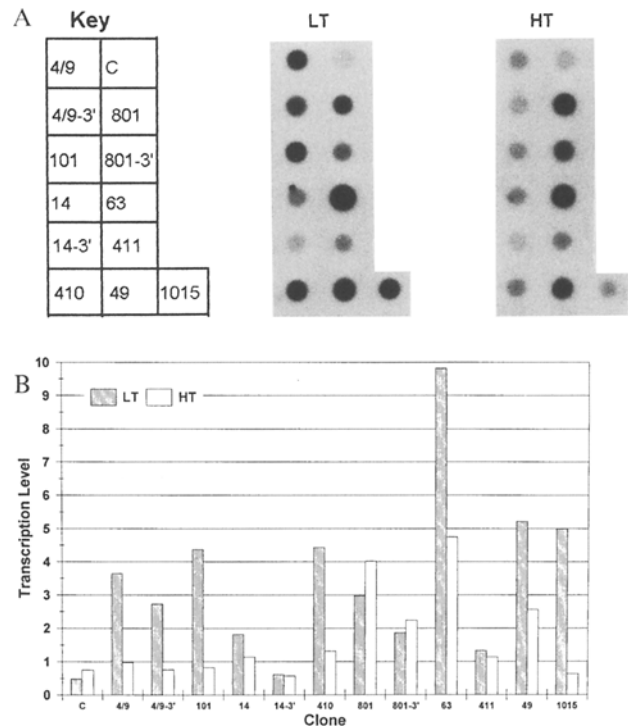 A
Key
LT
HT
4/9 C
4/9-3' 801
101 801-3'
14 63
14-3' 411
410 49 1015
B
LT HT
Transcription Level
10
9
8
7
6
5
4
3
2
1
0
C 4/9 4/9-3' 101 14 14-3' 410 801 801-3' 63 411 49 1015
Clone